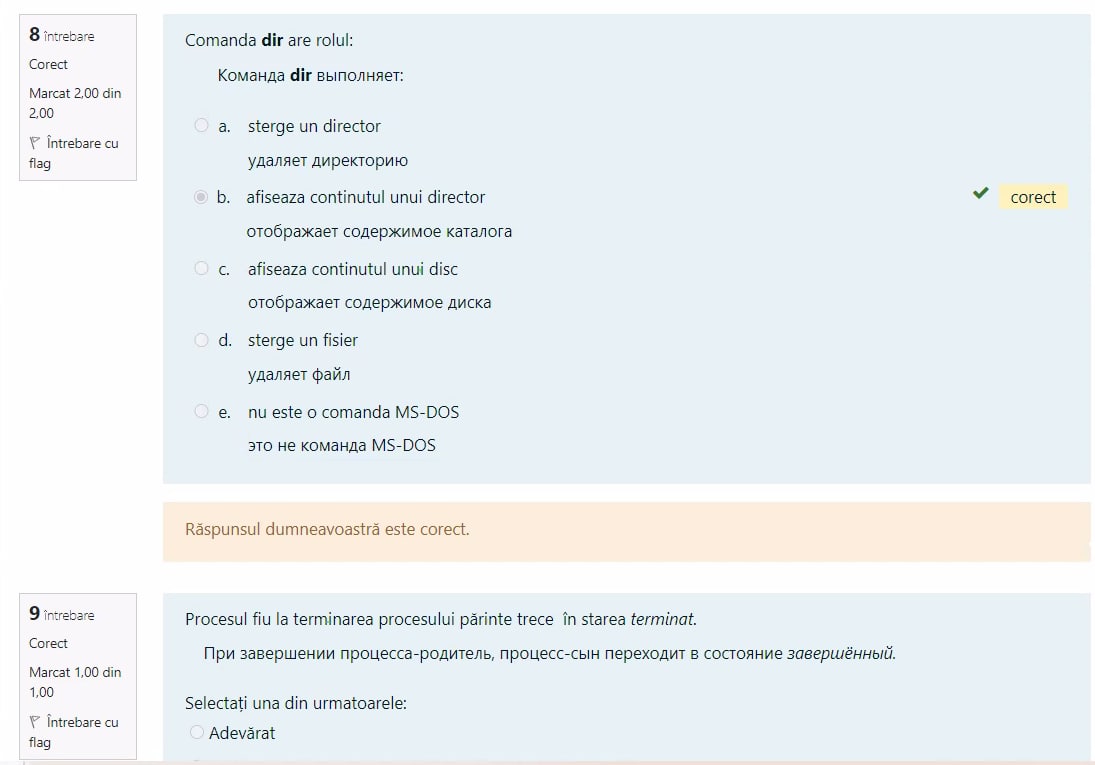 8 întrebare
Corect
Marcat 2,00 din
2,00
Întrebare cu
flag
Comanda dir are rolul:
Команда dir выполняет:
a. sterge un director
удаляет директорию
b. afiseaza continutul unui director
corect
отображает содержимое каталога
c. afiseaza continutul unui disc
отображает содержимое диска
d. sterge un fisier
удаляет файл
e. nu este o comanda MS-DOS
это не команда MS-DOS
Răspunsul dumneavoastră este corect.
9 întrebare
Corect
Marcat 1,00 din
1,00
Întrebare cu
flag
Procesul fiu la terminarea procesului părinte trece în starea terminat.
При завершении процесса-родитель, процесс-сын переходит в состояние завершённый.
Selectați una din urmatoarele:
Adevărat